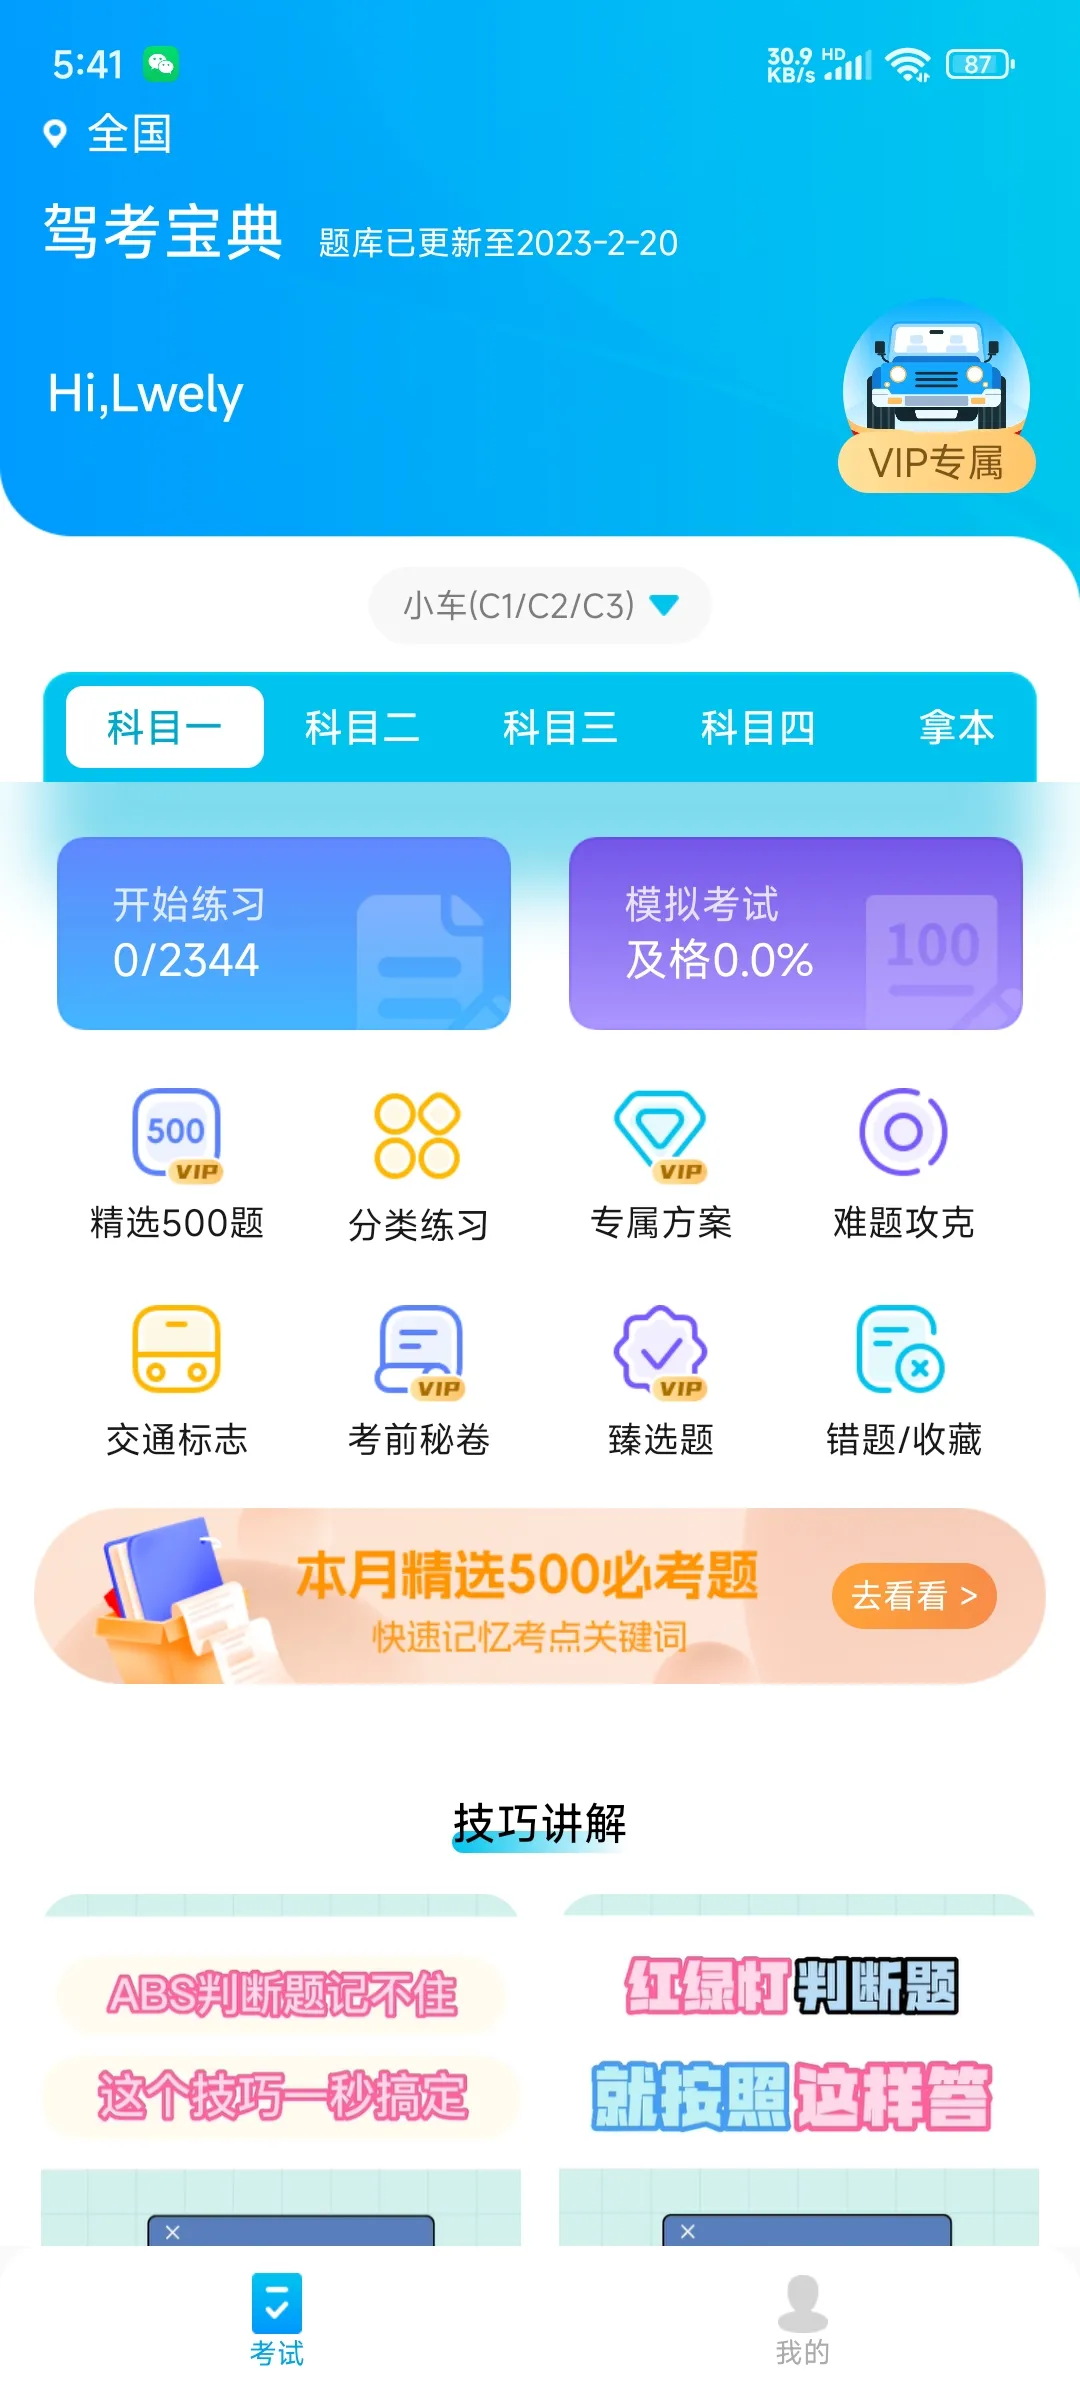 5:41
30.9 KB/s HD 87
全国
驾考宝典 题库已更新至2023-2-20
Hi,Lwely
VIP专属
小车(C1/C2/C3)
科目一 科目二 科目三 科目四 拿本
开始练习
0/2344
模拟考试
及格0.0%
100
500 VIP
VIP
精选500题 分类练习 专属方案 难题攻克
VIP
VIP
交通标志 考前秘卷 臻选题 错题/收藏
本月精选500必考题
快速记忆考点关键词
去看看 >
技巧讲解
ABS判断题记不住
这个技巧一秒搞定
红绿灯判断题
就按照这样答
考试 我的